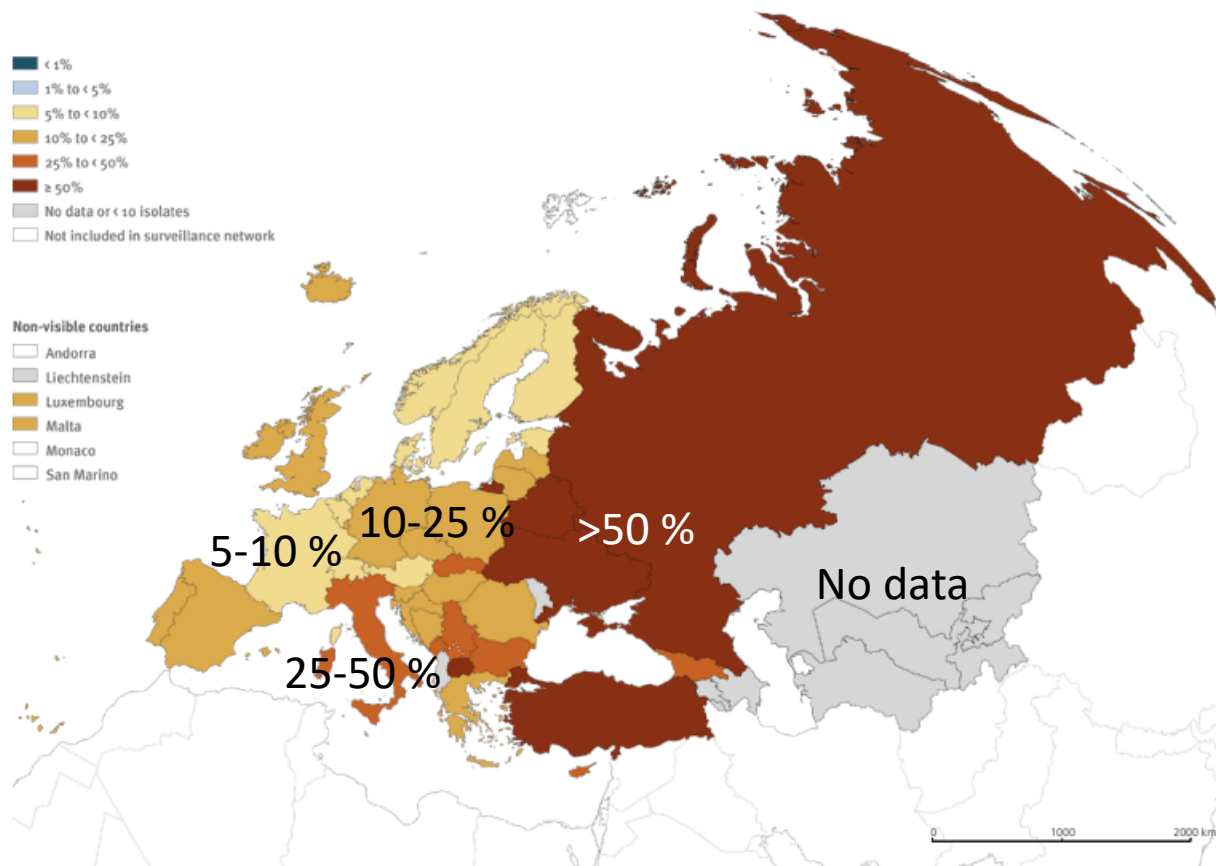 < 1%
1% to < 5%
5% to < 10%
10% to < 25%
25% to < 50%
≥ 50%
No data or < 10 isolates
Not included in surveillance network
Non-visible countries
Andorra
Liechtenstein
Luxembourg
Malta
Monaco
San Marino
10-25 %
>50 %
5-10 %
No data
25-50 %
0 1000 2000 km